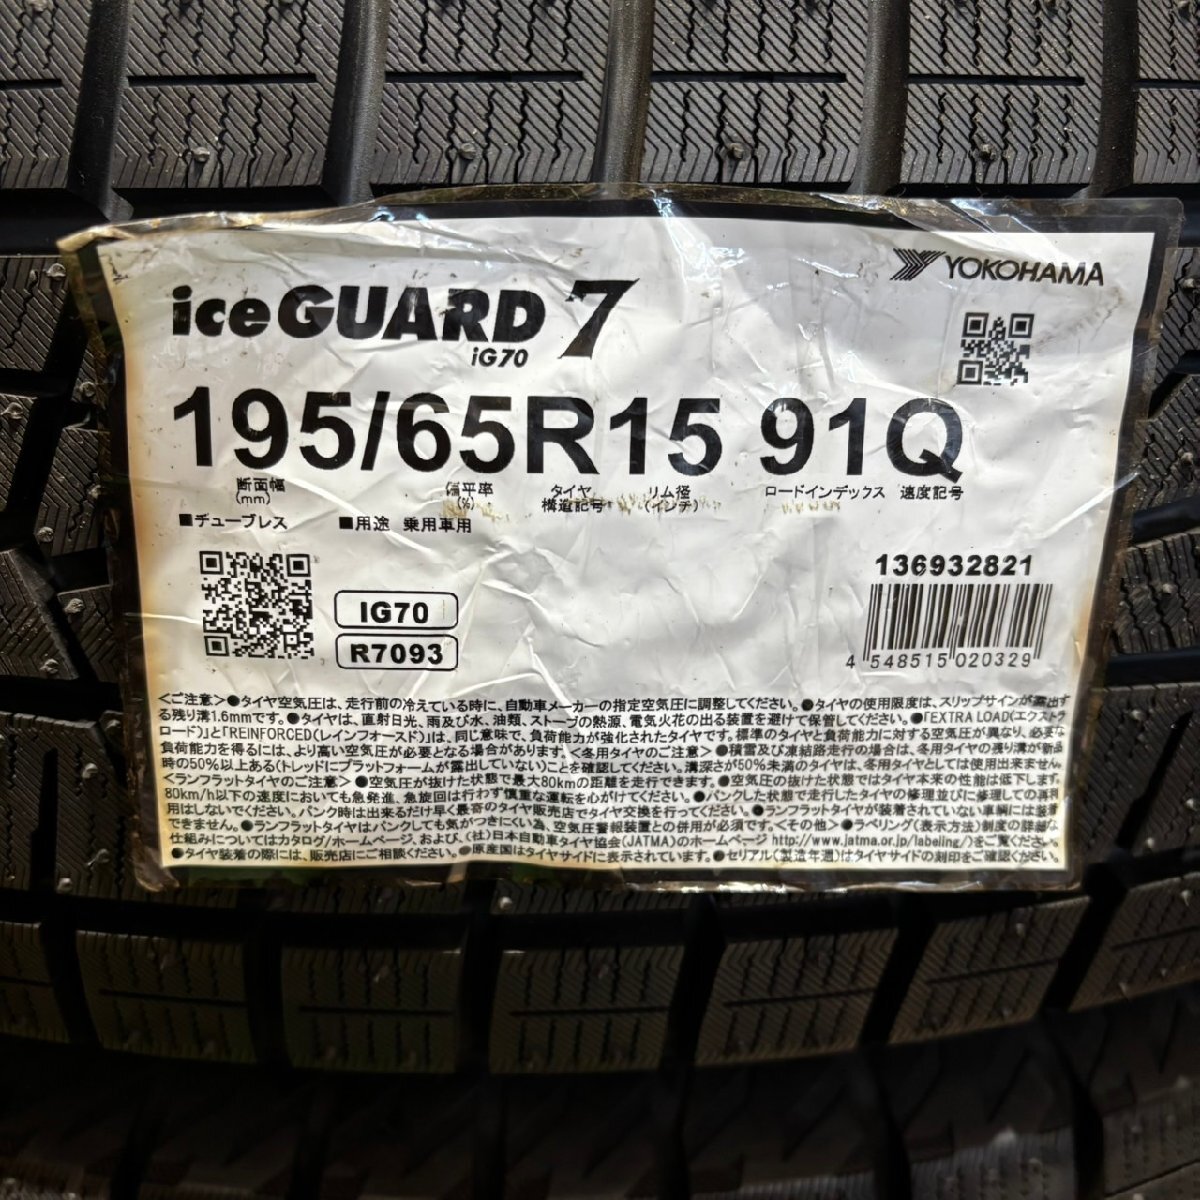 YOKOHAMA
iceGUARD 7
iG70
195/65R15 91Q
断面幅 偏平率 タイヤ リム径 ロードインデックス 速度記号
(mm) (%) 構造記号 (インチ)
■チューブレス ■用途 乗用車用
136932821
IG70
R7093
4 548515 020329
<ご注意>●タイヤ空気圧は、走行前の冷えている時に、自動車メーカーの指定空気圧に調整してください。●タイヤの使用限度は、スリップサインが露出す
る残り溝1.6mmです。●タイヤは、直射日光、雨及び水、油類、ストーブの熱源、電気火花の出る装置を避けて保管してください。●「EXTRA LOAD(エクストラ
ロード)」と「REINFORCED(レインフォースド)」は、同じ意味で、負荷能力が強化されたタイヤです。標準のタイヤと負荷能力に対する空気圧が異なり、必要な
負荷能力を得るには、より高い空気圧が必要となる場合があります。<冬用タイヤのご注意>●積雪及び凍結路走行の場合は、冬用タイヤの残り溝が新品
時の50%以上ある(トレッドにプラットフォームが露出していない)ことを確認してください。溝深さが50%未満のタイヤは、冬用タイヤとしては使用出来ません。
<ランフラットタイヤのご注意>●空気圧が抜けた状態で最大80kmの距離を走行できます。●空気圧の抜けた状態ではタイヤ本来の性能は低下します。
80km/h以下の速度においても急発進、急旋回は行わず慎重な運転を心がけてください。●パンクした状態で走行したタイヤの修理並びに修理しての再利
用はしないでください。パンク時は出来るだけ早く最寄のタイヤ販売店でタイヤ交換を行ってください。●ランフラットタイヤが装着されていない車輌には装着
できません。●ランフラットタイヤはパンクしても気がつきにくい為、空気圧警報装置との併用が必須です。<その他>●ラベリング(表示方法)制度の詳細な
仕組みについてはカタログ/ホームページ、および、(社)日本自動車タイヤ協会(JATMA)のホームページ http://www.jatma.or.jp/labeling/)をご覧ください。
●タイヤ装着の際には、販売店にご相談ください。●原産国はタイヤサイドに表示されています。●セリアル(製造年週)はタイヤサイドの刻印をご確認ください。